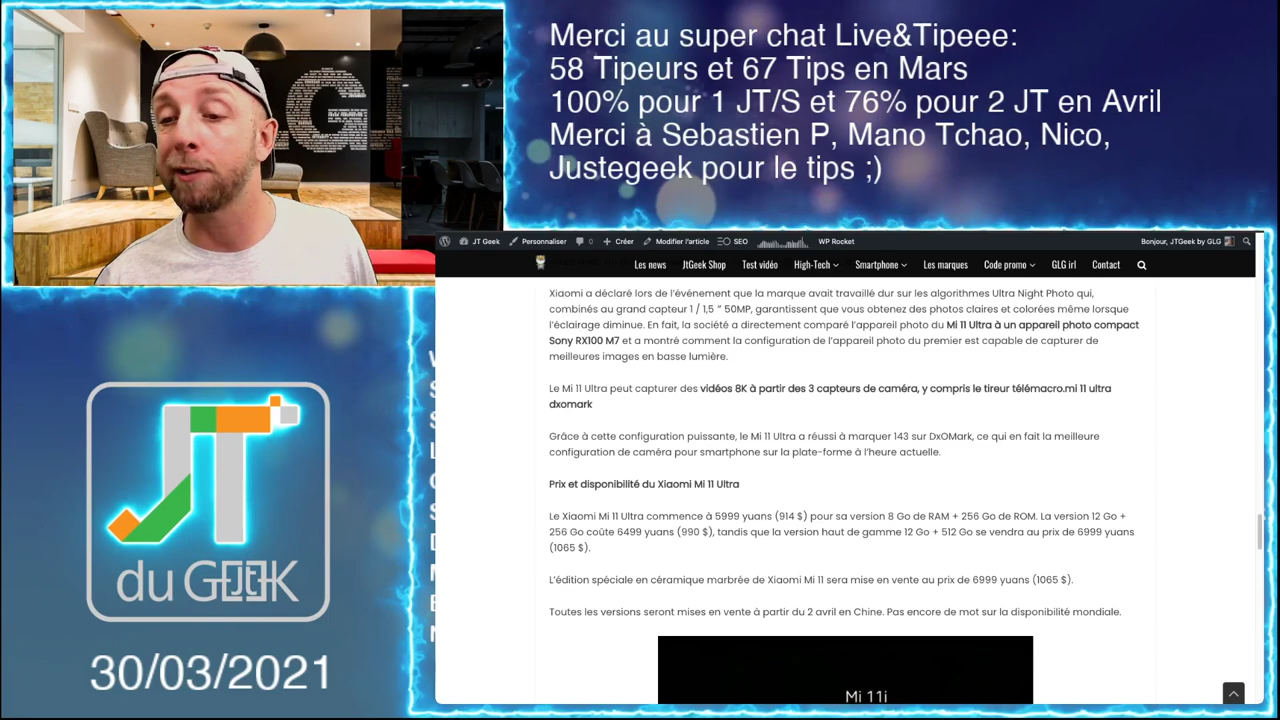 Merci au super chat Live&Tipeee:
58 Tipeurs et 67 Tips en Mars
100% pour 1 JT/S et 76% pour 2 JT en Avril
Merci à Sebastien P, Mano Tchao, Nico,
Justegeek pour le tips ;)
JT Geek Personnaliser 0 Créer Modifier l'article SEO WP Rocket Bonjour, JTGeek by GLG
Les news JtGeek Shop Test vidéo High-Tech Smartphone Les marques Code promo GLG irl Contact
Xiaomi a déclaré lors de l'événement que la marque avait travaillé dur sur les algorithmes Ultra Night Photo qui,
combinés au grand capteur 1 / 1,5 " 50MP, garantissent que vous obtenez des photos claires et colorées même lorsque
l'éclairage diminue. En fait, la société a directement comparé l'appareil photo du Mi 11 Ultra à un appareil photo compact
Sony RX100 M7 et a montré comment la configuration de l'appareil photo du premier est capable de capturer de
meilleures images en basse lumière.
Le Mi 11 Ultra peut capturer des vidéos 8K à partir des 3 capteurs de caméra, y compris le tireur télémacro.mi 11 ultra
dxomark
Grâce à cette configuration puissante, le Mi 11 Ultra a réussi à marquer 143 sur DxOMark, ce qui en fait la meilleure
configuration de caméra pour smartphone sur la plate-forme à l'heure actuelle.
Prix et disponibilité du Xiaomi Mi 11 Ultra
Le Xiaomi Mi 11 Ultra commence à 5999 yuans (914 $) pour sa version 8 Go de RAM + 256 Go de ROM. La version 12 Go +
256 Go coûte 6499 yuans (990 $), tandis que la version haut de gamme 12 Go + 512 Go se vendra au prix de 6999 yuans
(1065 $).
L'édition spéciale en céramique marbrée de Xiaomi Mi 11 sera mise en vente au prix de 6999 yuans (1065 $).
Toutes les versions seront mises en vente à partir du 2 avril en Chine. Pas encore de mot sur la disponibilité mondiale.
Mi 11i
JT
du GEEK
30/03/2021